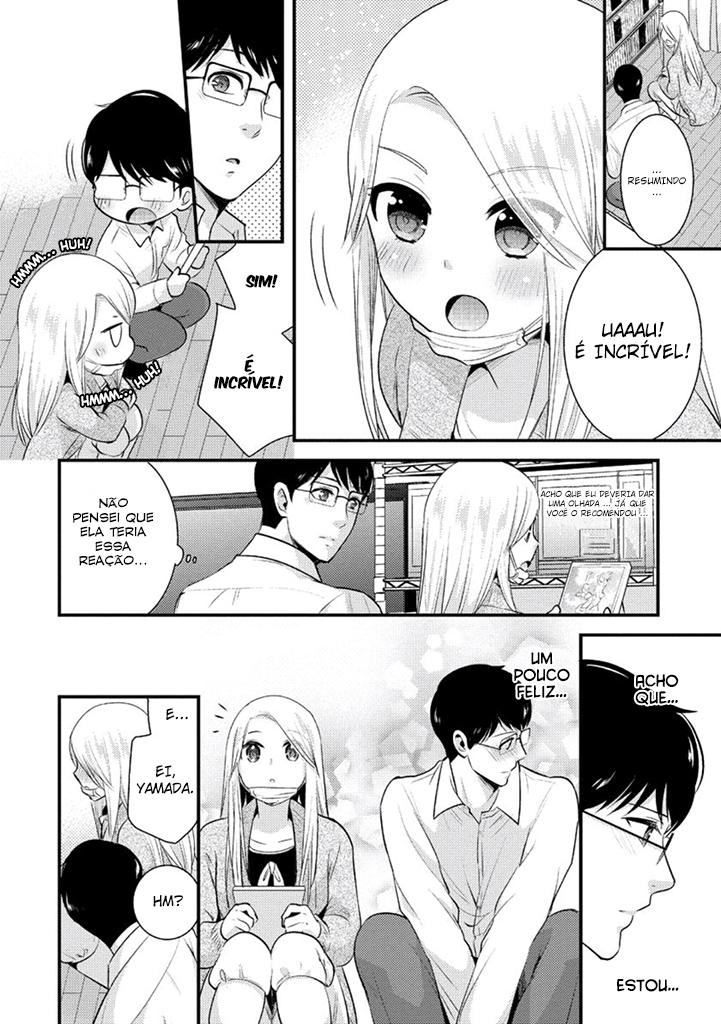 ...
RESUMINDO
...
UAAAU!
É INCRÍVEL!
SIM!
É
INCRÍVEL!
HMMM... HUH!
HMMM... HUH!
ACHO QUE EU DEVERIA DAR
UMA OLHADA ... JÁ QUE
VOCÊ O RECOMENDOU ...
NÃO
PENSEI QUE
ELA TERIA
ESSA
REAÇÃO...
ACHO
QUE...
ESTOU...
UM
POUCO
FELIZ...
E...
EI,
YAMADA.
HM?